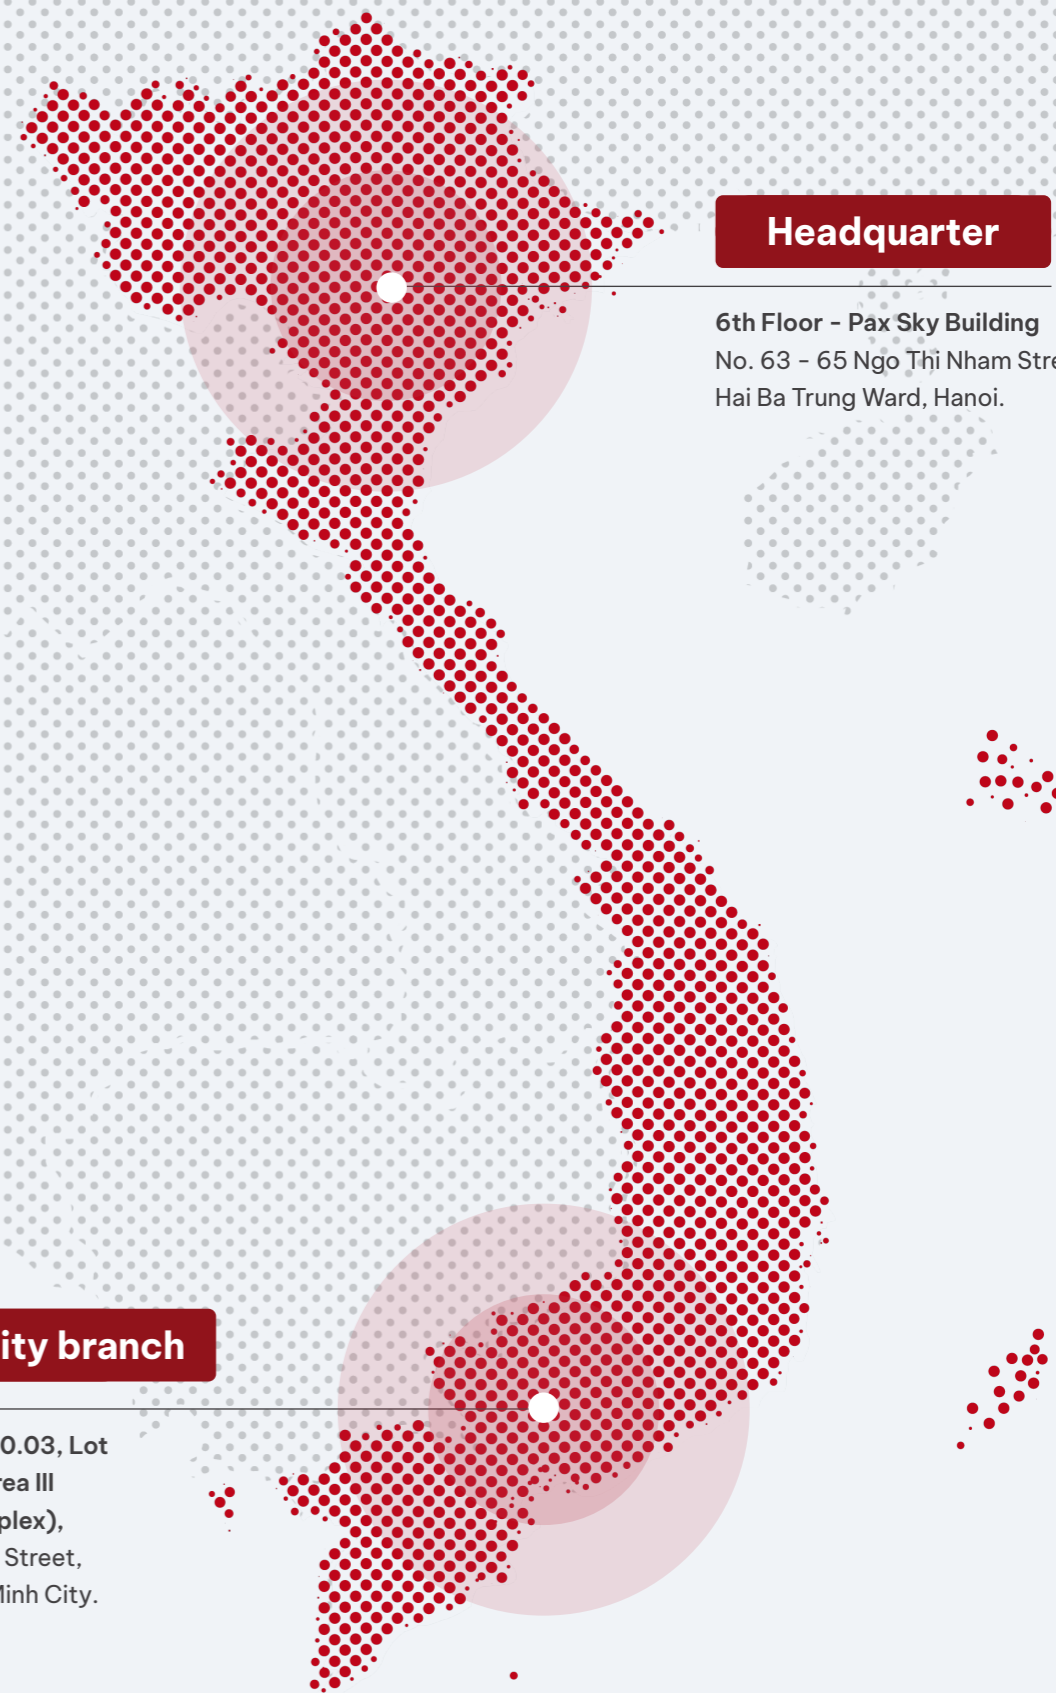 Headquarter
6th Floor - Pax Sky Building
No. 63 - 65 Ngo Thi Nham Stre
Hai Ba Trung Ward, Hanoi.
ity branch
0.03, Lot
ea III
plex),
Street,
Minh City.